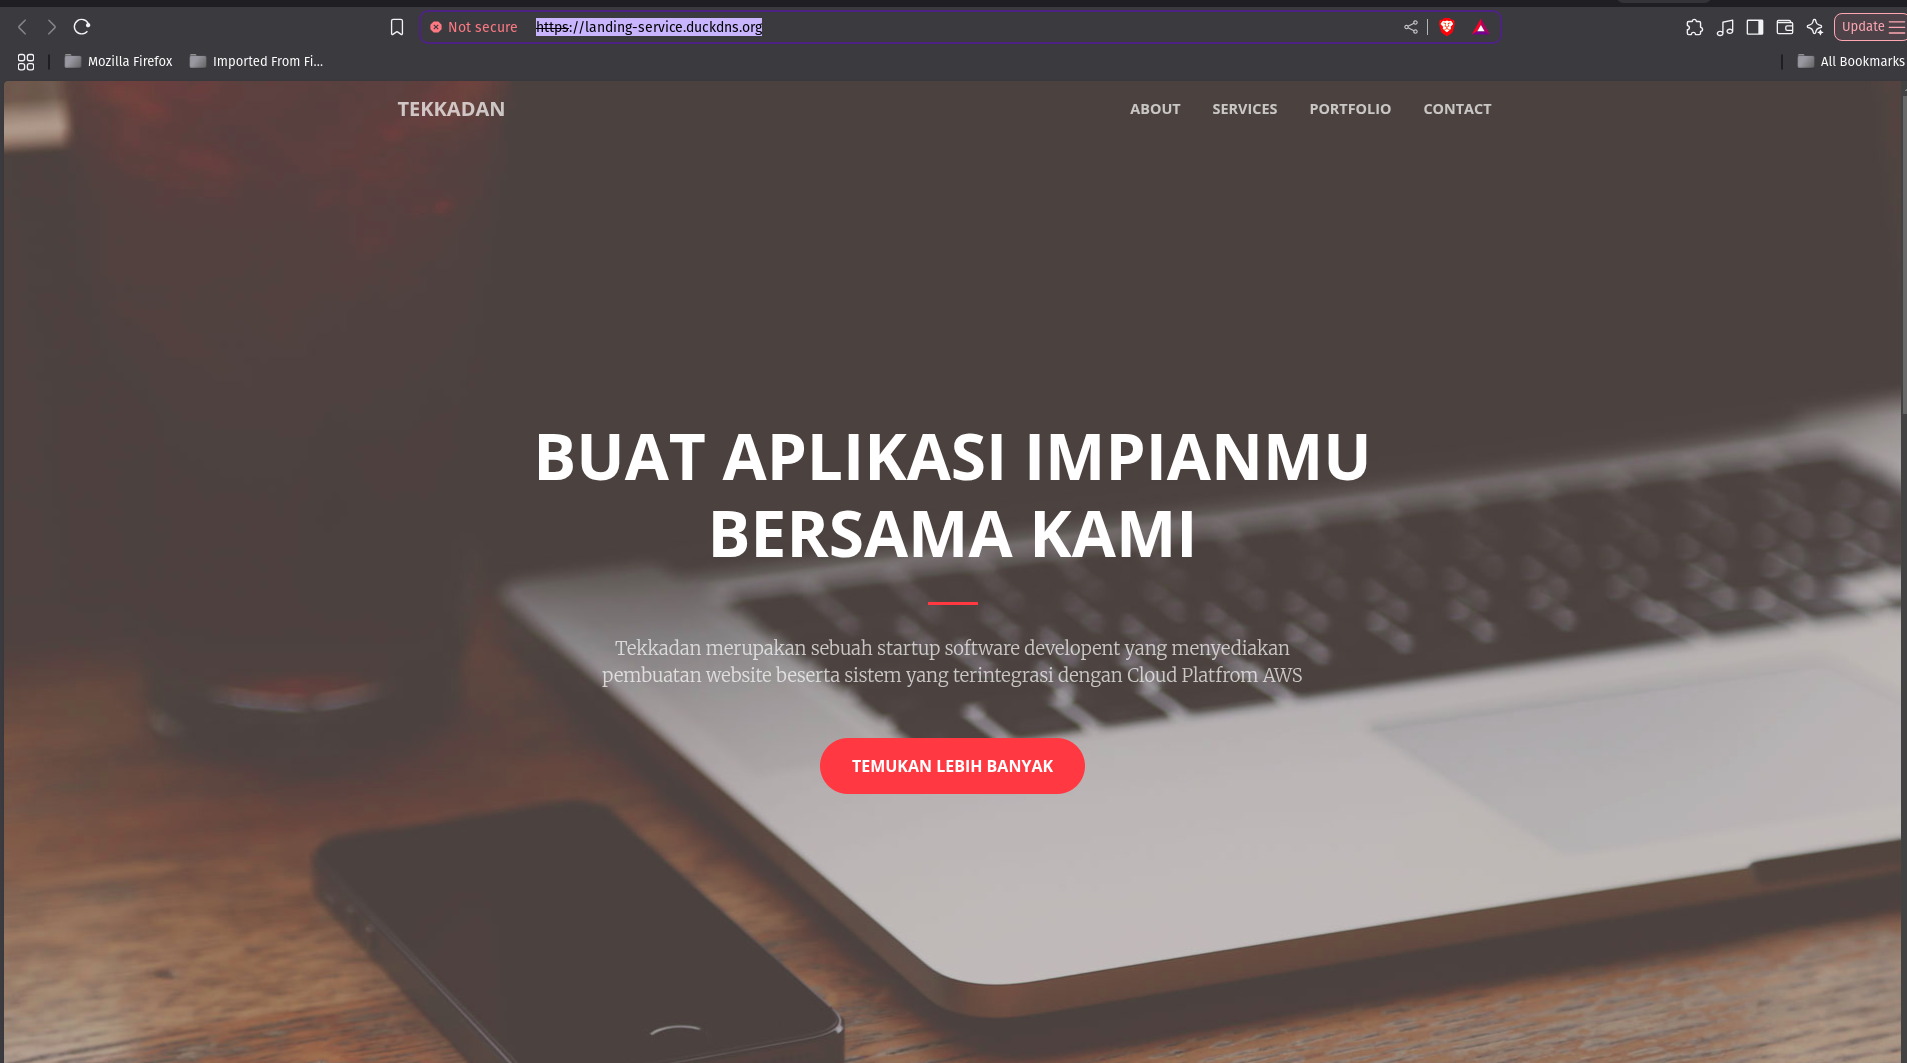 Not secure
https://landing-service.duckdns.org
Update
Mozilla Firefox
Imported From Fi...
All Bookmarks
TEKKADAN
ABOUT
SERVICES
PORTFOLIO
CONTACT
BUAT APLIKASI IMPIANMU
BERSAMA KAMI
Tekkadan merupakan sebuah startup software developent yang menyediakan
pembuatan website beserta sistem yang terintegrasi dengan Cloud Platfrom AWS
TEMUKAN LEBIH BANYAK